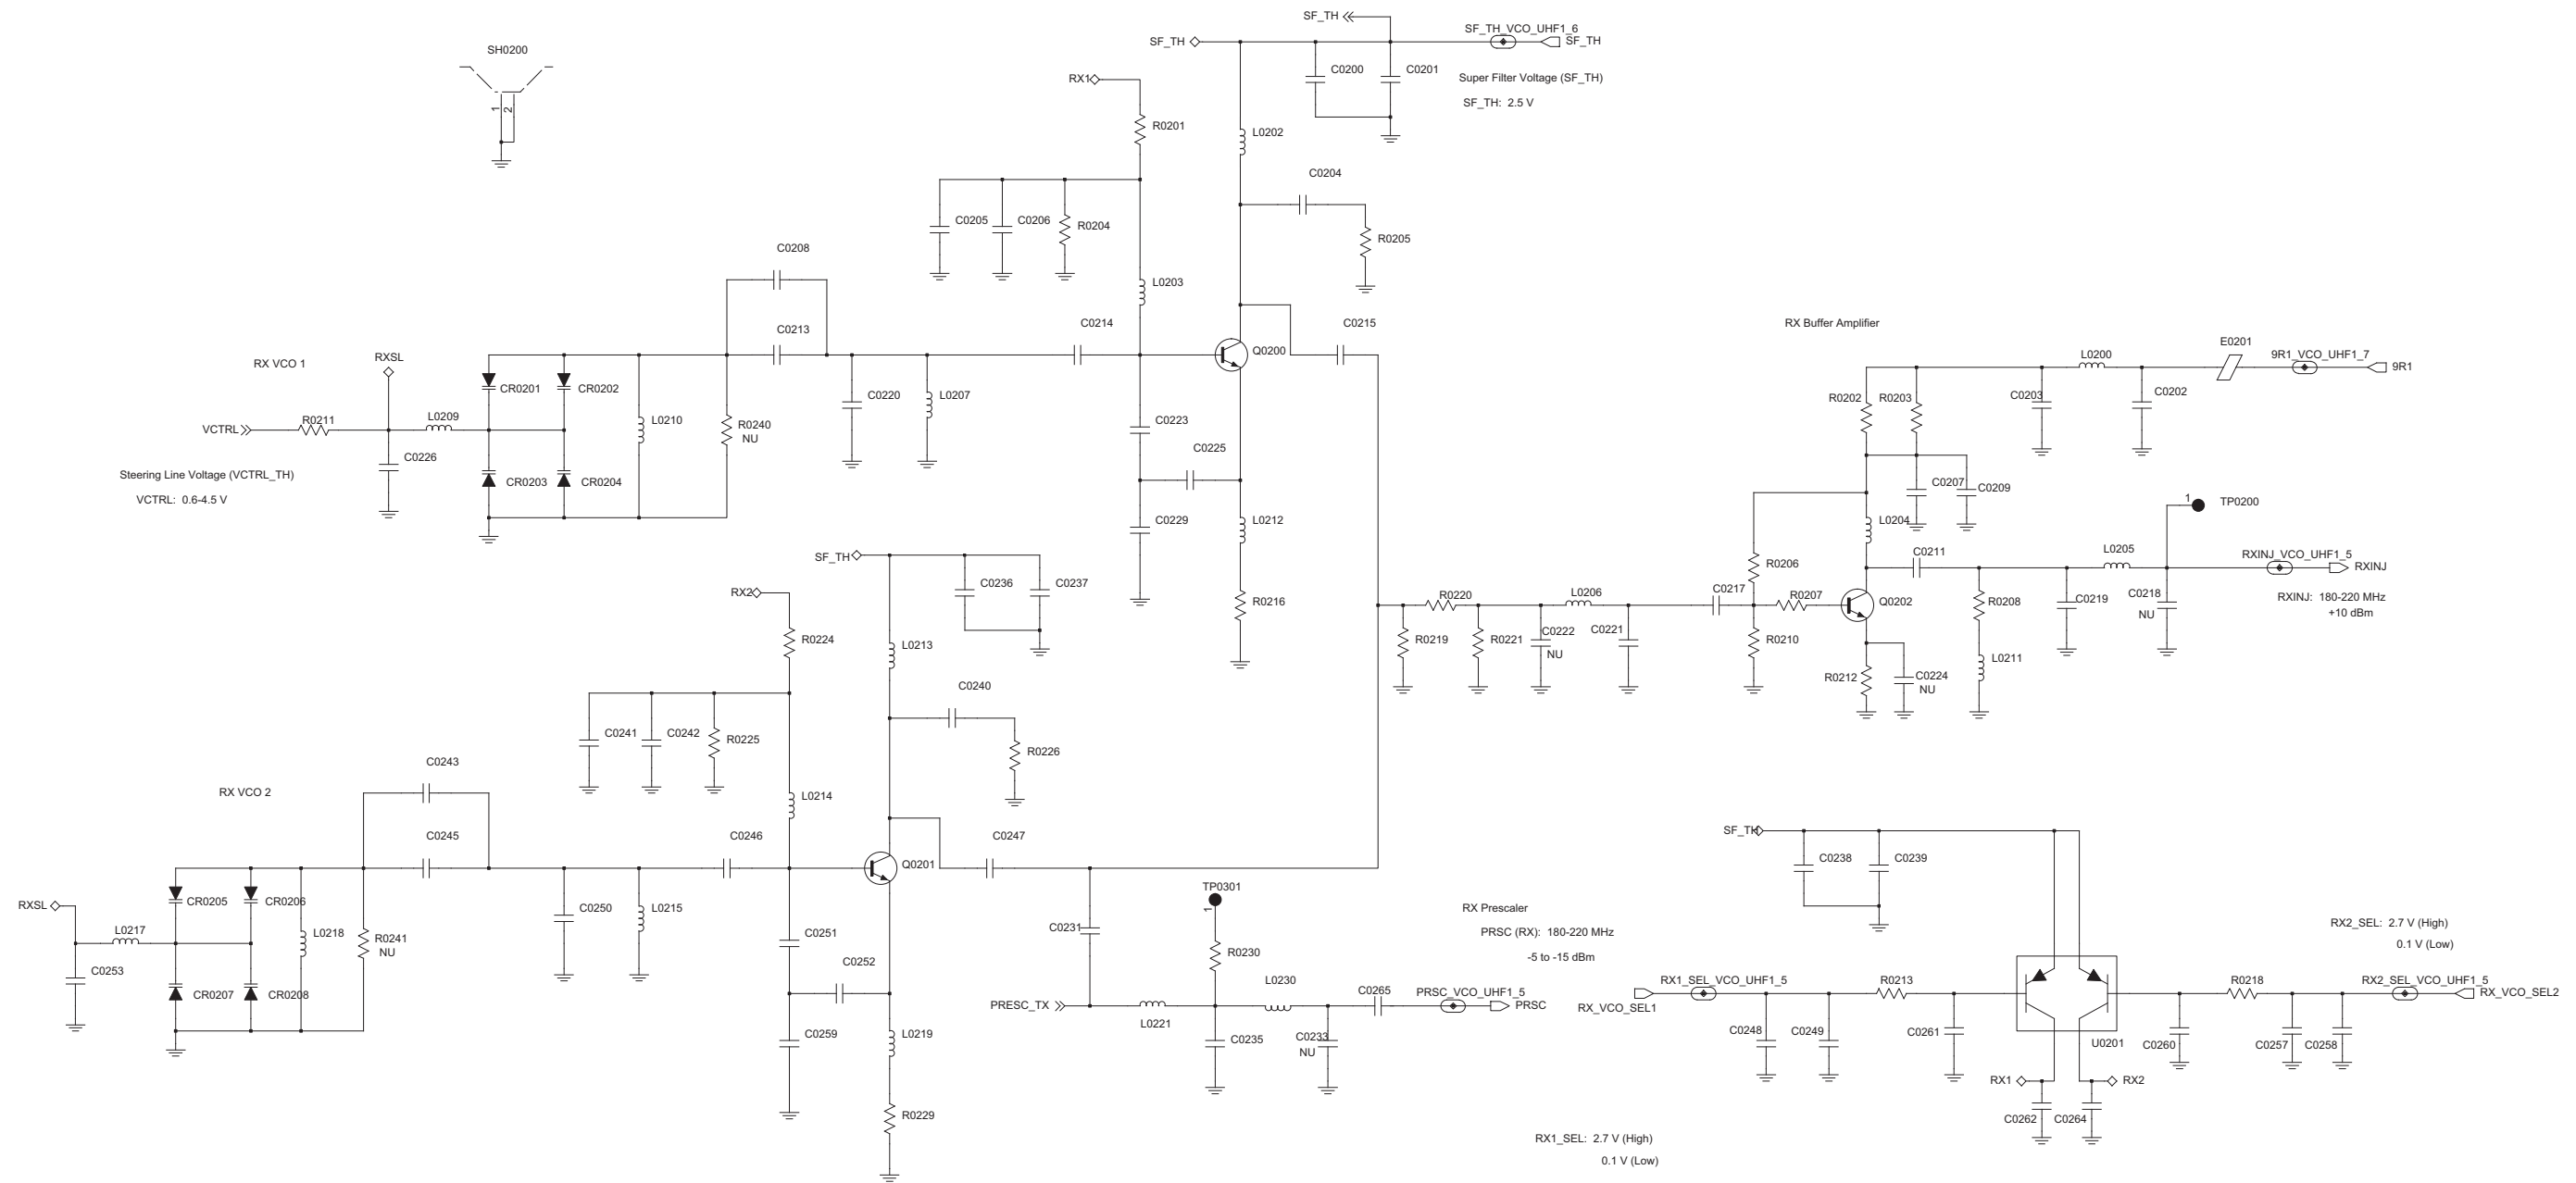 SF_TH
SF_TH_VCO_UHF1_6
SF_TH
SF_TH
SH0200
C0200
C0201
Super Filter Voltage (SF_TH)
SF_TH: 2.5 V
RX1
1
2
R0201
L0202
C0204
C0205
C0206
R0204
R0205
C0208
L0203
C0213
C0214
C0215
RX Buffer Amplifier
E0201
L0200
9R1_VCO_UHF1_7
9R1
RX VCO 1
RXSL
Q0200
CR0201
CR0202
C0220
L0207
C0203
C0202
R0202
R0203
VCTRL
R0211
L0209
L0210
R0240
NU
C0223
C0225
C0226
Steering Line Voltage (VCTRL_TH)
VCTRL: 0.6-4.5 V
CR0203
CR0204
C0207
C0209
1
TP0200
C0229
L0212
L0204
C0211
L0205
RXINJ_VCO_UHF1_5
RXINJ
SF_TH
RX2
C0236
C0237
R0206
R0216
R0220
L0206
C0217
R0207
Q0202
R0208
C0219
C0218
NU
RXINJ: 180-220 MHz
+10 dBm
R0224
L0213
R0219
R0221
C0222
NU
C0221
R0210
L0211
R0212
C0224
NU
C0240
C0241
C0242
R0225
R0226
C0243
RX VCO 2
L0214
C0245
C0246
C0247
SF_TH
C0238
C0239
Q0201
CR0205
CR0206
RXSL
C0250
L0215
TP0301
1
RX Prescaler
PRSC (RX): 180-220 MHz
-5 to -15 dBm
RX2_SEL: 2.7 V (High)
0.1 V (Low)
L0217
L0218
R0241
NU
C0251
C0231
R0230
C0252
C0253
L0230
C0265
PRSC_VCO_UHF1_5
PRSC
RX1_SEL_VCO_UHF1_5
RX_VCO_SEL1
R0213
R0218
RX2_SEL_VCO_UHF1_5
RX_VCO_SEL2
CR0207
CR0208
PRESC_TX
L0221
C0259
L0219
C0235
C0233
NU
C0248
C0249
C0261
U0201
C0260
C0257
C0258
RX1
RX2
R0229
C0262
C0264
RX1_SEL: 2.7 V (High)
0.1 V (Low)